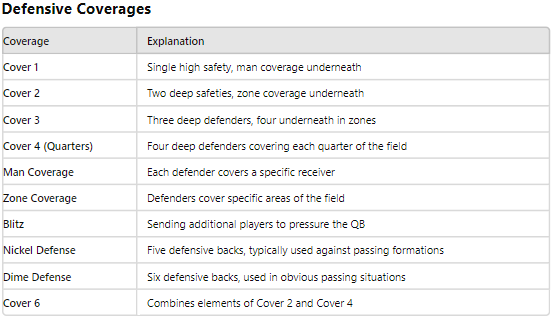 Defensive Coverages
Coverage Explanation
Cover 1 Single high safety, man coverage underneath
Cover 2 Two deep safeties, zone coverage underneath
Cover 3 Three deep defenders, four underneath in zones
Cover 4 (Quarters) Four deep defenders covering each quarter of the field
Man Coverage Each defender covers a specific receiver
Zone Coverage Defenders cover specific areas of the field
Blitz Sending additional players to pressure the QB
Nickel Defense Five defensive backs, typically used against passing formations
Dime Defense Six defensive backs, used in obvious passing situations
Cover 6 Combines elements of Cover 2 and Cover 4